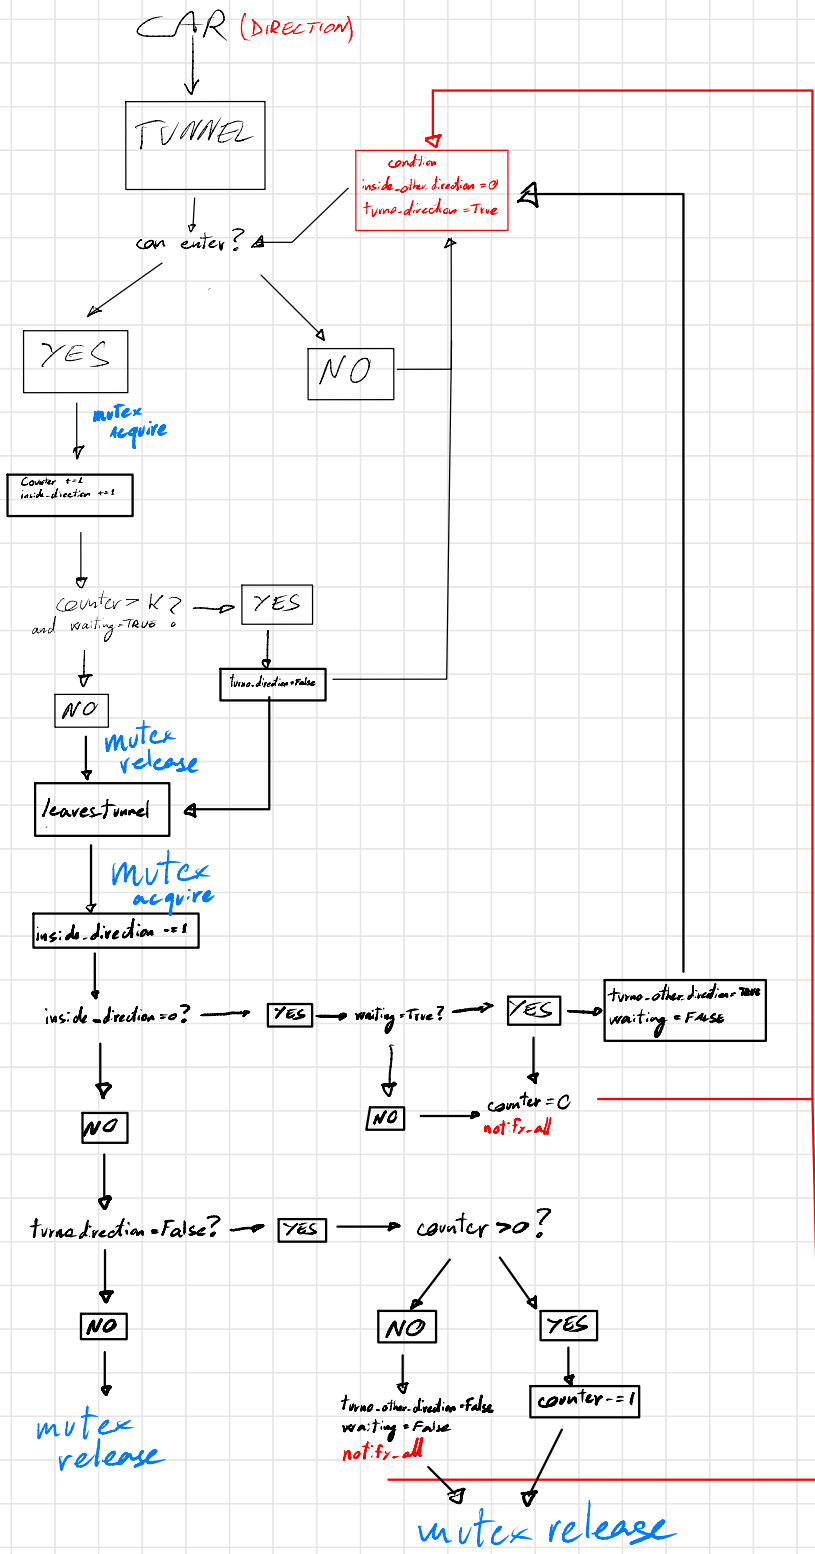 CAR (DIRECTION)
TUNNEL
condition
inside_other_direction = 0
turno_direction = True
can enter?
YES
NO
mutex
acquire
Counter +=1
inside_direction +=1
counter > K ?
and waiting=TRUE ?
YES
turno_direction=False
NO
mutex
release
leaves tunnel
mutex
acquire
inside_direction -=1
inside_direction=0?
YES
waiting=True?
YES
turno_other_direction=TRUE
waiting = FALSE
NO
NO
counter = 0
notify_all
turno direction=False?
YES
counter >0?
NO
NO
YES
turno_other_direction=False
waiting = False
notify_all
counter-=1
mutex
release
mutex release